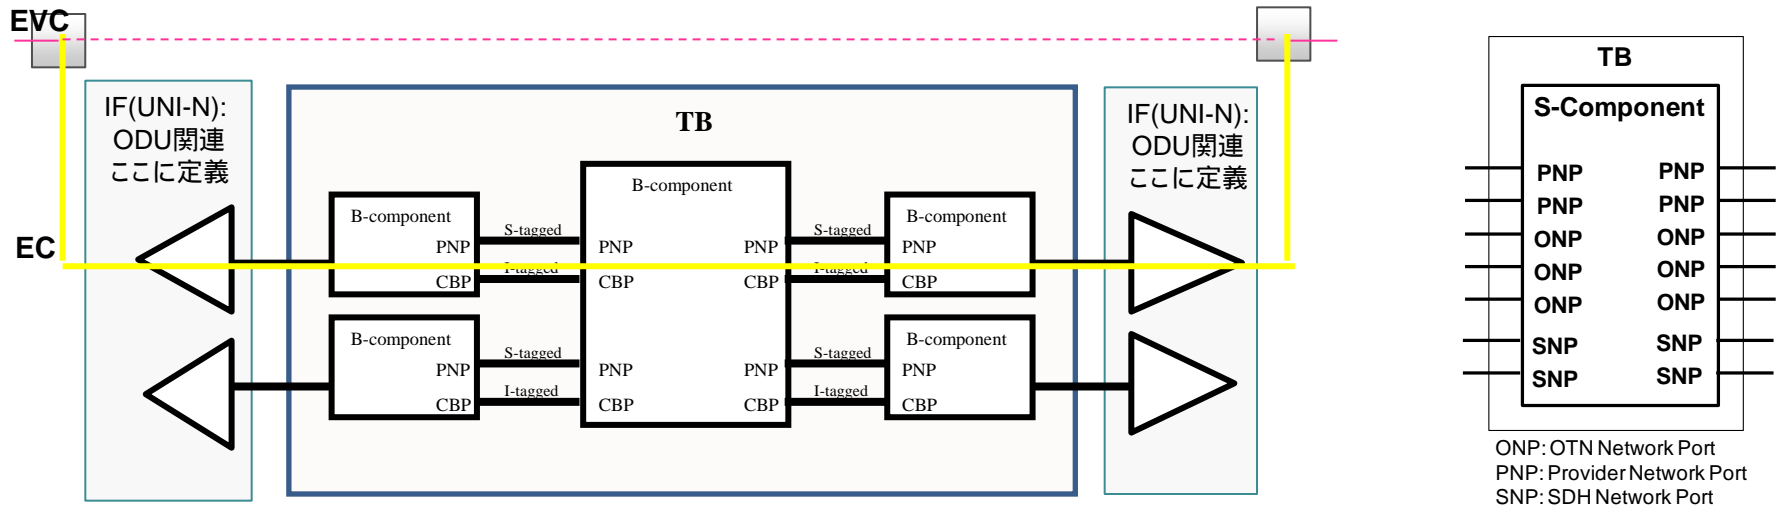 EVC
IF(UNI-N):
ODU関連
ここに定義
EC
TB
B-component
PNP
CBP
S-tagged
I-tagged
B-component
PNP
CBP
S-tagged
I-tagged
B-component
PNP
CBP
PNP
CBP
PNP
CBP
PNP
CBP
S-tagged
I-tagged
B-component
PNP
CBP
S-tagged
I-tagged
B-component
PNP
CBP
IF(UNI-N):
ODU関連
ここに定義
TB
S-Component
PNP PNP
PNP PNP
ONP ONP
ONP ONP
ONP ONP
SNP SNP
SNP SNP
ONP: OTN Network Port
PNP: Provider Network Port
SNP: SDH Network Port